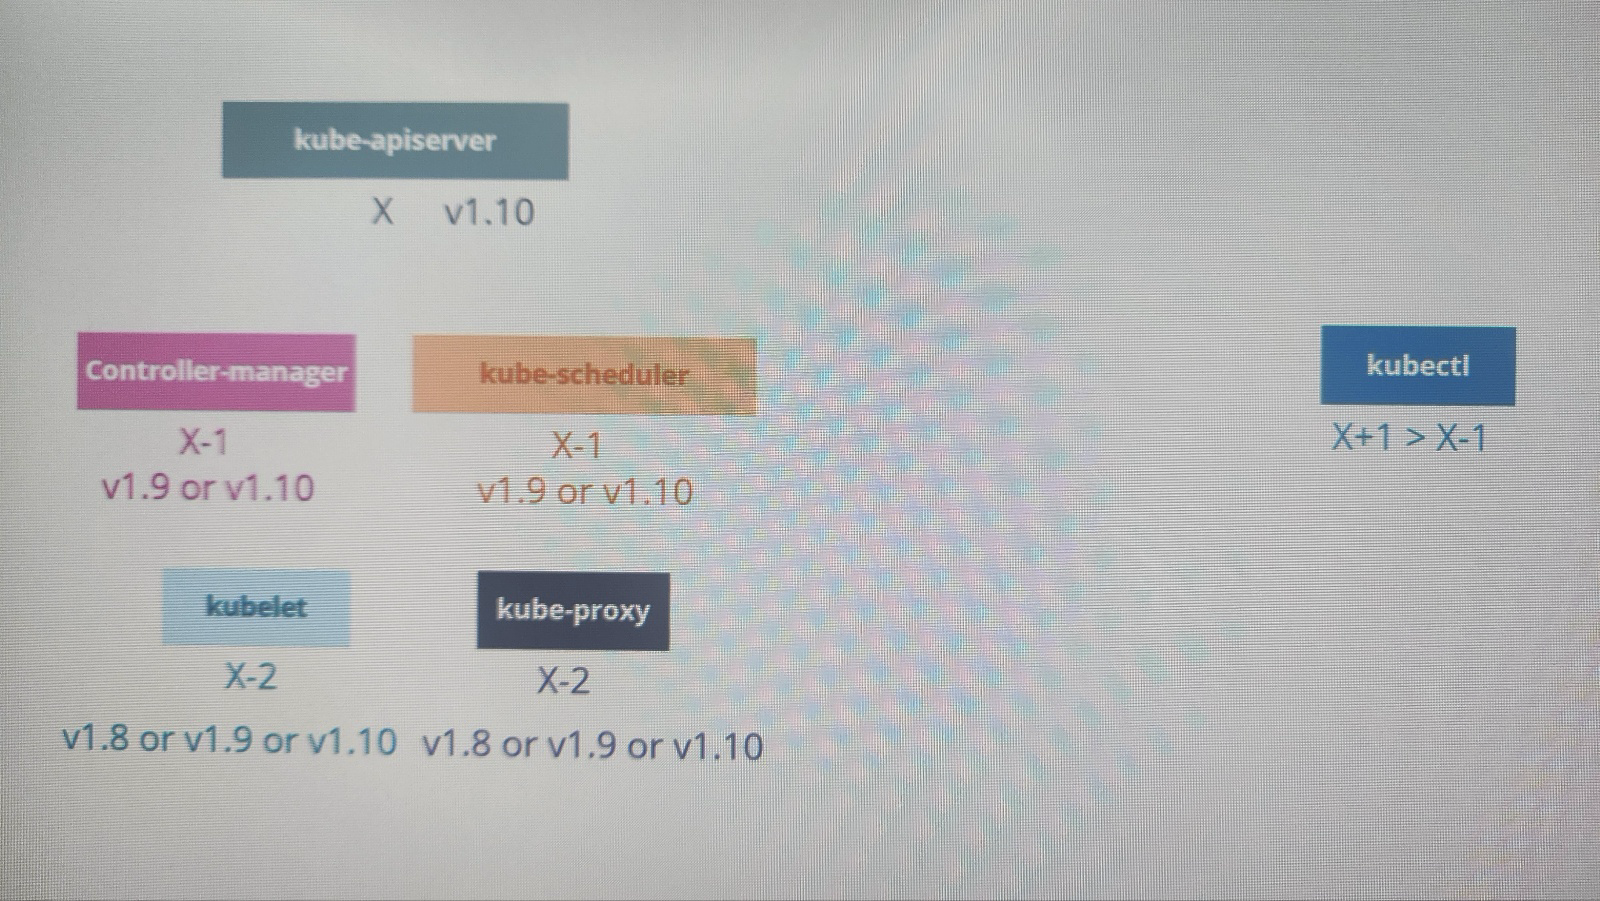 kube-apiserver
X v1.10
Controller-manager
kube-scheduler
kubectl
X-1
X-1
X+1 > X-1
v1.9 or v1.10
v1.9 or v1.10
kubelet
kube-proxy
X-2
X-2
v1.8 or v1.9 or v1.10
v1.8 or v1.9 or v1.10